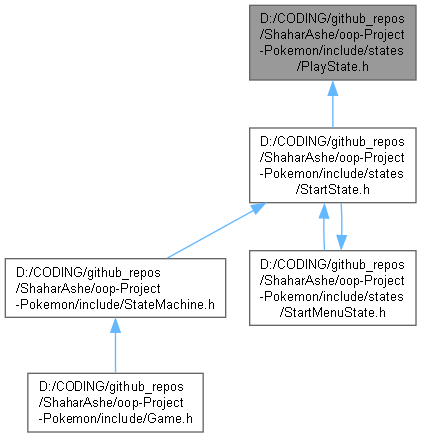 D:/CODING/github_repos
/ShaharAshe/oop-Project
-Pokemon/include/states
/PlayState.h
D:/CODING/github_repos
/ShaharAshe/oop-Project
-Pokemon/include/states
/StartState.h
D:/CODING/github_repos
/ShaharAshe/oop-Project
-Pokemon/include/StateMachine.h
D:/CODING/github_repos
/ShaharAshe/oop-Project
-Pokemon/include/states
/StartMenuState.h
D:/CODING/github_repos
/ShaharAshe/oop-Project
-Pokemon/include/Game.h